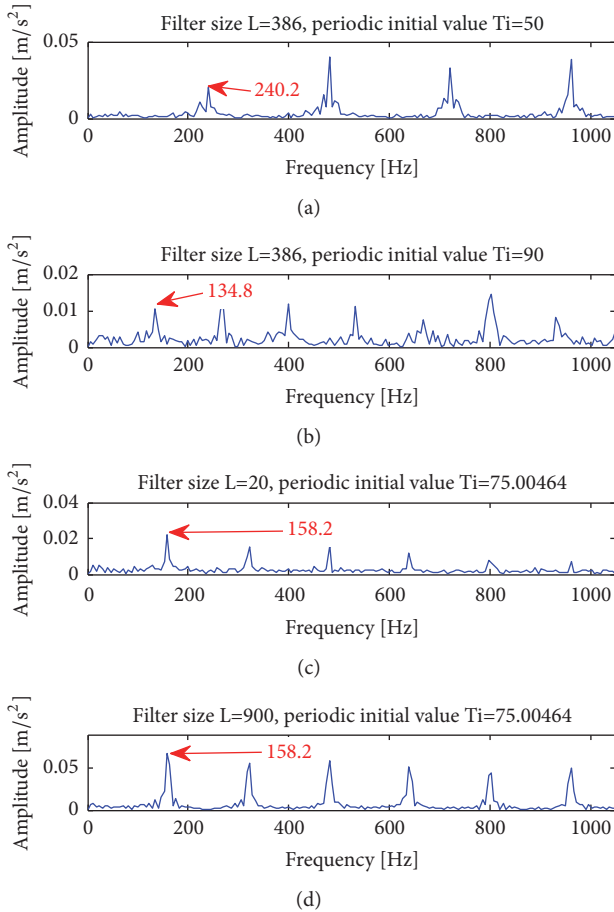 Filter size L=386, periodic initial value Ti=50
Amplitude [m/s²]
0.05
0
240.2
0 200 400 600 800 1000
Frequency [Hz]
(a)
Filter size L=386, periodic initial value Ti=90
Amplitude [m/s²]
0.02
0.01
0
134.8
0 200 400 600 800 1000
Frequency [Hz]
(b)
Filter size L=20, periodic initial value Ti=75.00464
Amplitude [m/s²]
0.04
0.02
0
158.2
0 200 400 600 800 1000
Frequency [Hz]
(c)
Filter size L=900, periodic initial value Ti=75.00464
Amplitude [m/s²]
0.05
0
158.2
0 200 400 600 800 1000
Frequency [Hz]
(d)